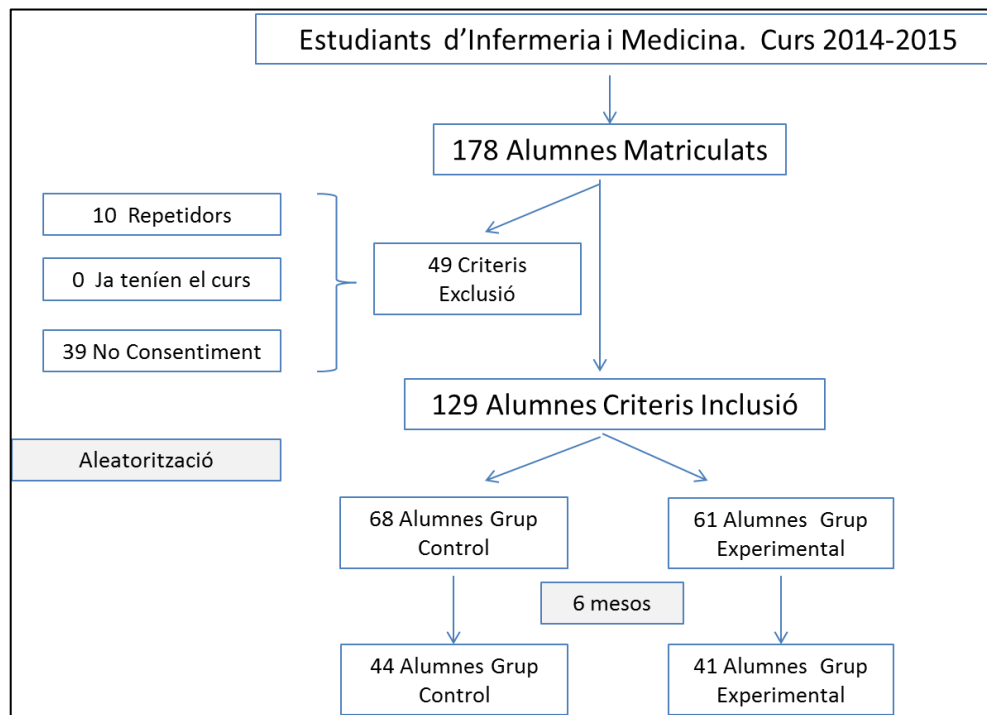 Estudiants d’Infermeria i Medicina. Curs 2014-2015
178 Alumnes Matriculats
10 Repetidors
0 Ja teníen el curs
39 No Consentiment
49 Criteris
Exclusió
129 Alumnes Criteris Inclusió
Aleatorització
68 Alumnes Grup
Control
61 Alumnes Grup
Experimental
6 mesos
44 Alumnes Grup
Control
41 Alumnes Grup
Experimental